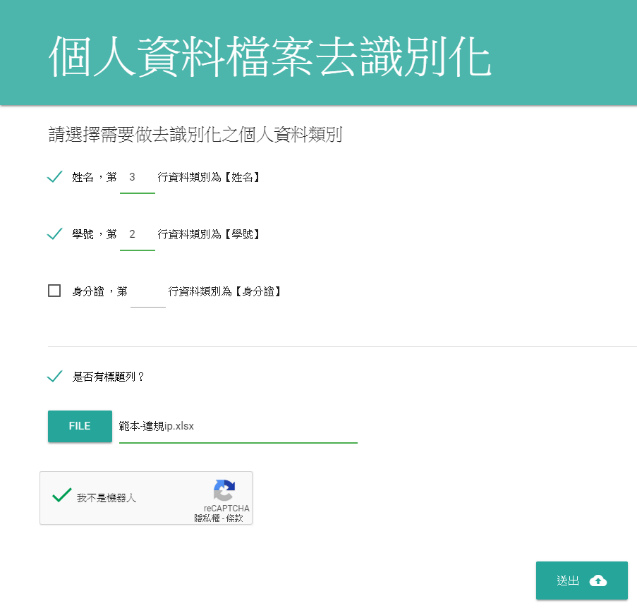 個人資料檔案去識別化
請選擇需要做去識別化之個人資料類別
姓名，第 3 行資料類別為【姓名】
學號，第 2 行資料類別為【學號】
身分證，第 行資料類別為【身分證】
是否有標題列？
FILE 範本-違規ip.xlsx
我不是機器人
reCAPTCHA
隱私權 - 條款
送出